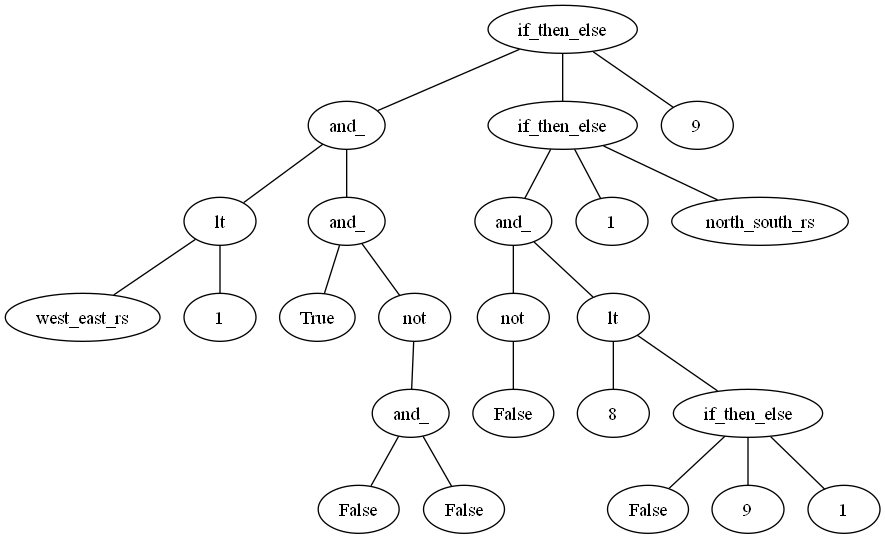 if_then_else
and_ if_then_else 9
lt and_ and_ 1 north_south_rs
west_east_rs 1 True not not lt
and_ False 8 if_then_else
False False False 9 1